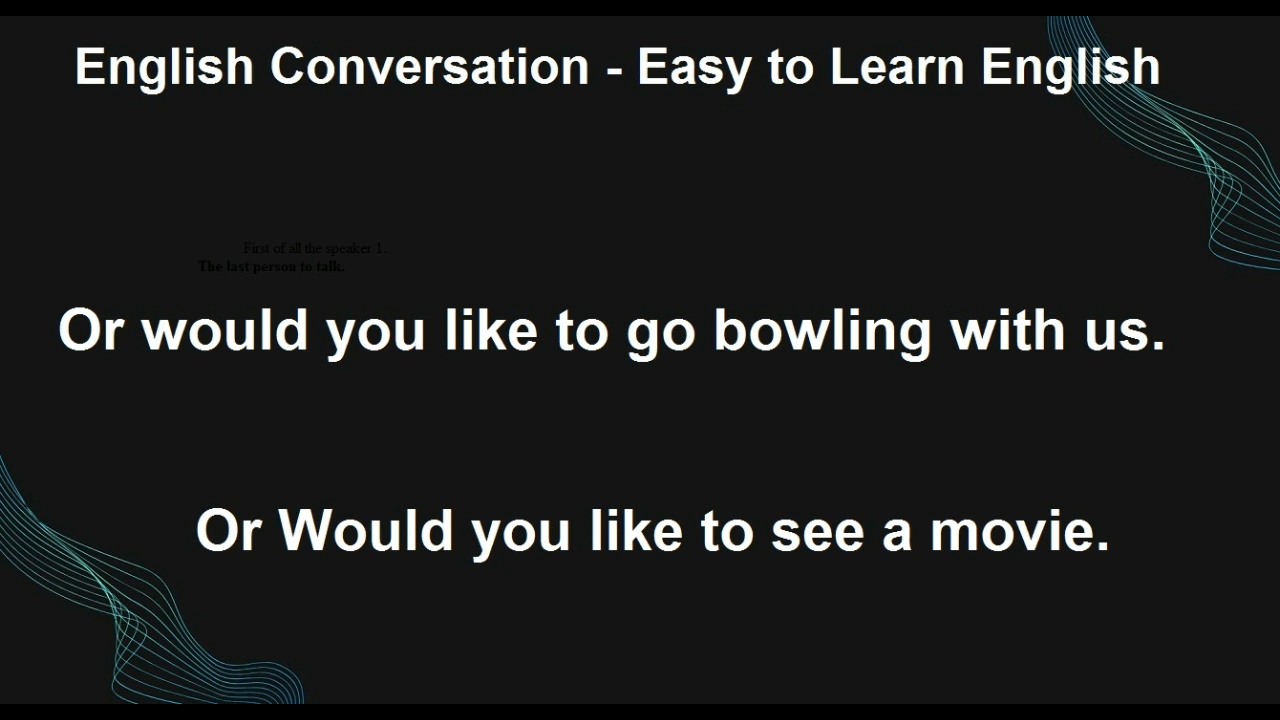 English Conversation - Easy to Learn English
First of all the speaker 1.
The last person to talk.
Or would you like to go bowling with us.
Or Would you like to see a movie.